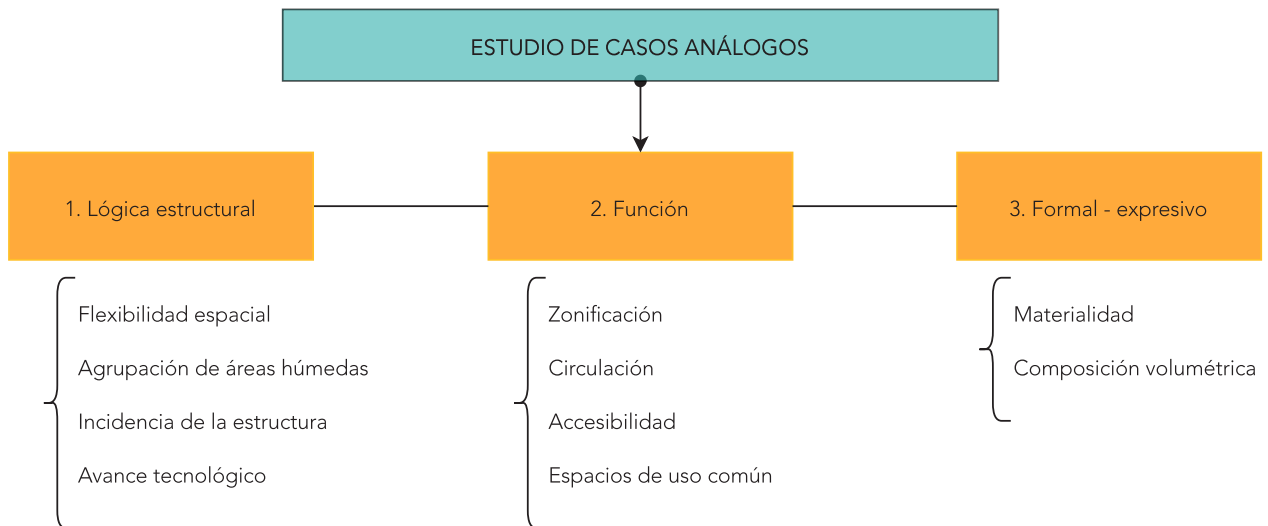 ESTUDIO DE CASOS ANÁLOGOS
1. Lógica estructural
Flexibilidad espacial
Agrupación de áreas húmedas
Incidencia de la estructura
Avance tecnológico
2. Función
Zonificación
Circulación
Accesibilidad
Espacios de uso común
3. Formal - expresivo
Materialidad
Composición volumétrica